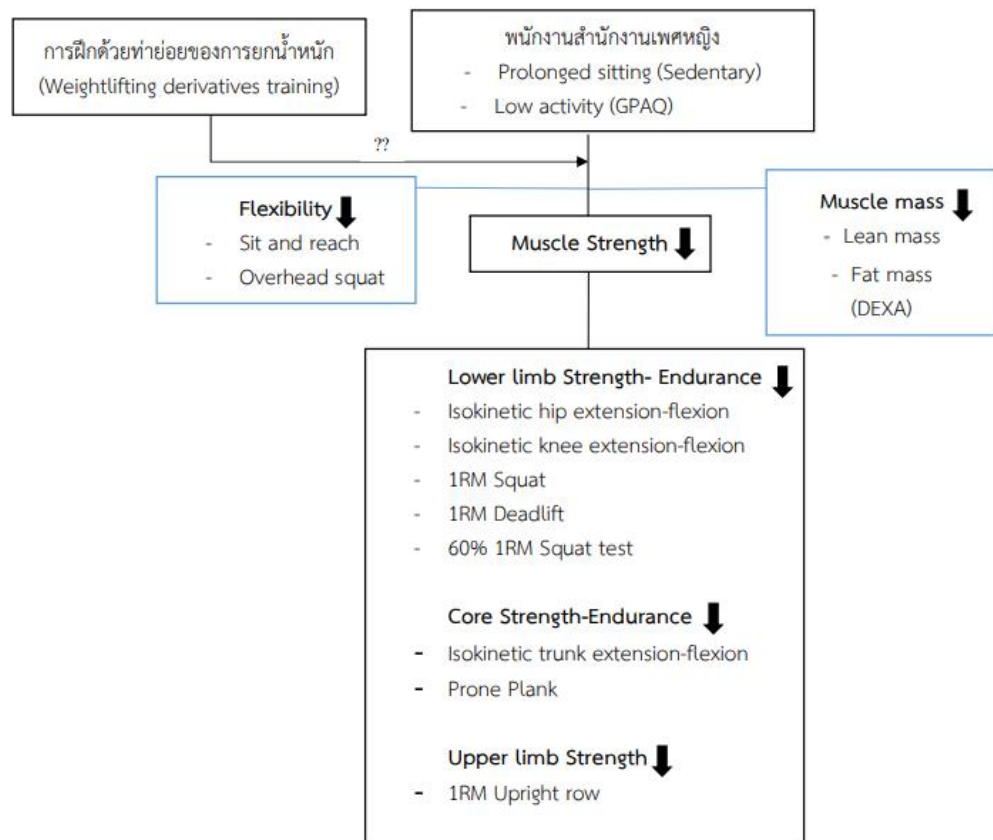 การฝึกด้วยท่าย่อยของการยกน้ำหนัก
(Weightlifting derivatives training)
พนักงานสำนักงานเพศหญิง
- Prolonged sitting (Sedentary)
- Low activity (GPAQ)
??
Flexibility
- Sit and reach
- Overhead squat
Muscle Strength
Muscle mass
- Lean mass
- Fat mass
(DEXA)
Lower limb Strength- Endurance
- Isokinetic hip extension-flexion
- Isokinetic knee extension-flexion
- 1RM Squat
- 1RM Deadlift
- 60% 1RM Squat test
Core Strength-Endurance
- Isokinetic trunk extension-flexion
- Prone Plank
Upper limb Strength
- 1RM Upright row